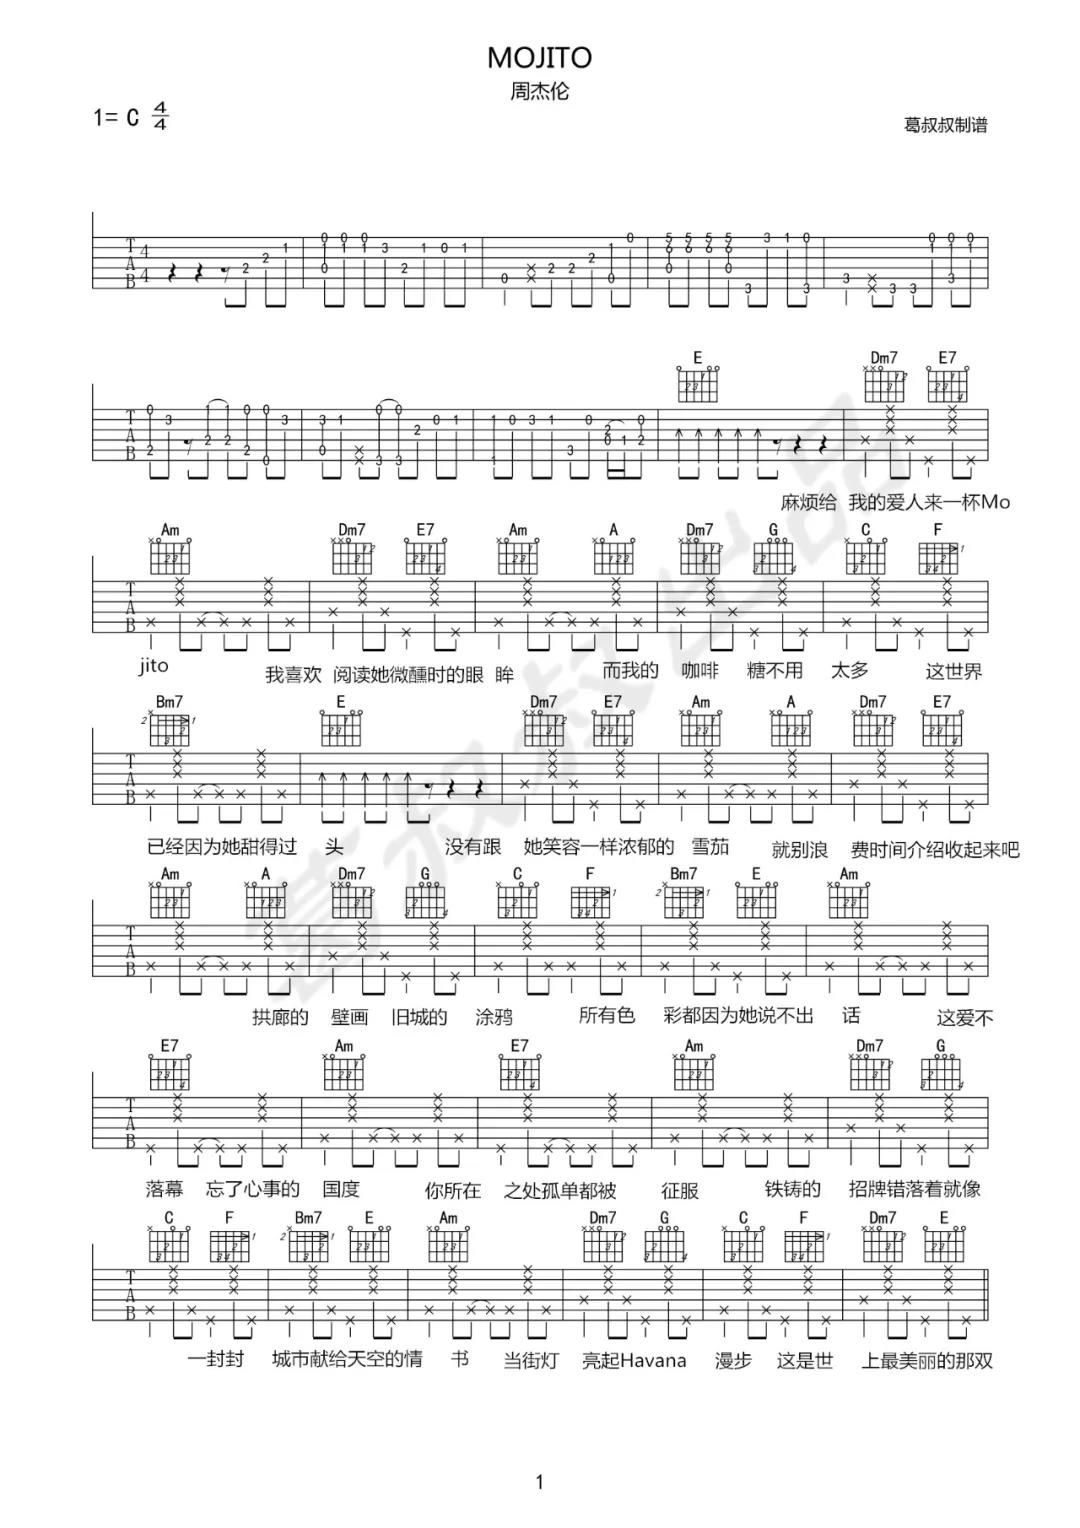 MOJITO
周杰伦
1= C 4/4
葛叔叔制谱
E Dm7 E7
麻烦给 我的爱人来一杯Mo
Am Dm7 E7 Am A Dm7 G C F
jito 我喜欢 阅读她微醺时的眼 眸 而我的 咖啡 糖不用 太多 这世界
Bm7 E Dm7 E7 Am A Dm7 E7
已经因为她甜得过 头 没有跟 她笑容一样浓郁的 雪茄 就别浪 费时间介绍收起来吧
Am A Dm7 G C F Bm7 E Am
拱廊的 壁画 旧城的 涂鸦 所有色 彩都因为她说不出 话 这爱不
E7 Am E7 Am Dm7 G
落幕 忘了心事的 国度 你所在 之处孤单都被 征服 铁铸的 招牌错落着就像
C F Bm7 E Am Dm7 G C F Dm7 E
一封封 城市献给天空的情 书 当街灯 亮起Havana 漫步 这是世 上最美丽的那双
葛叔叔出品
1